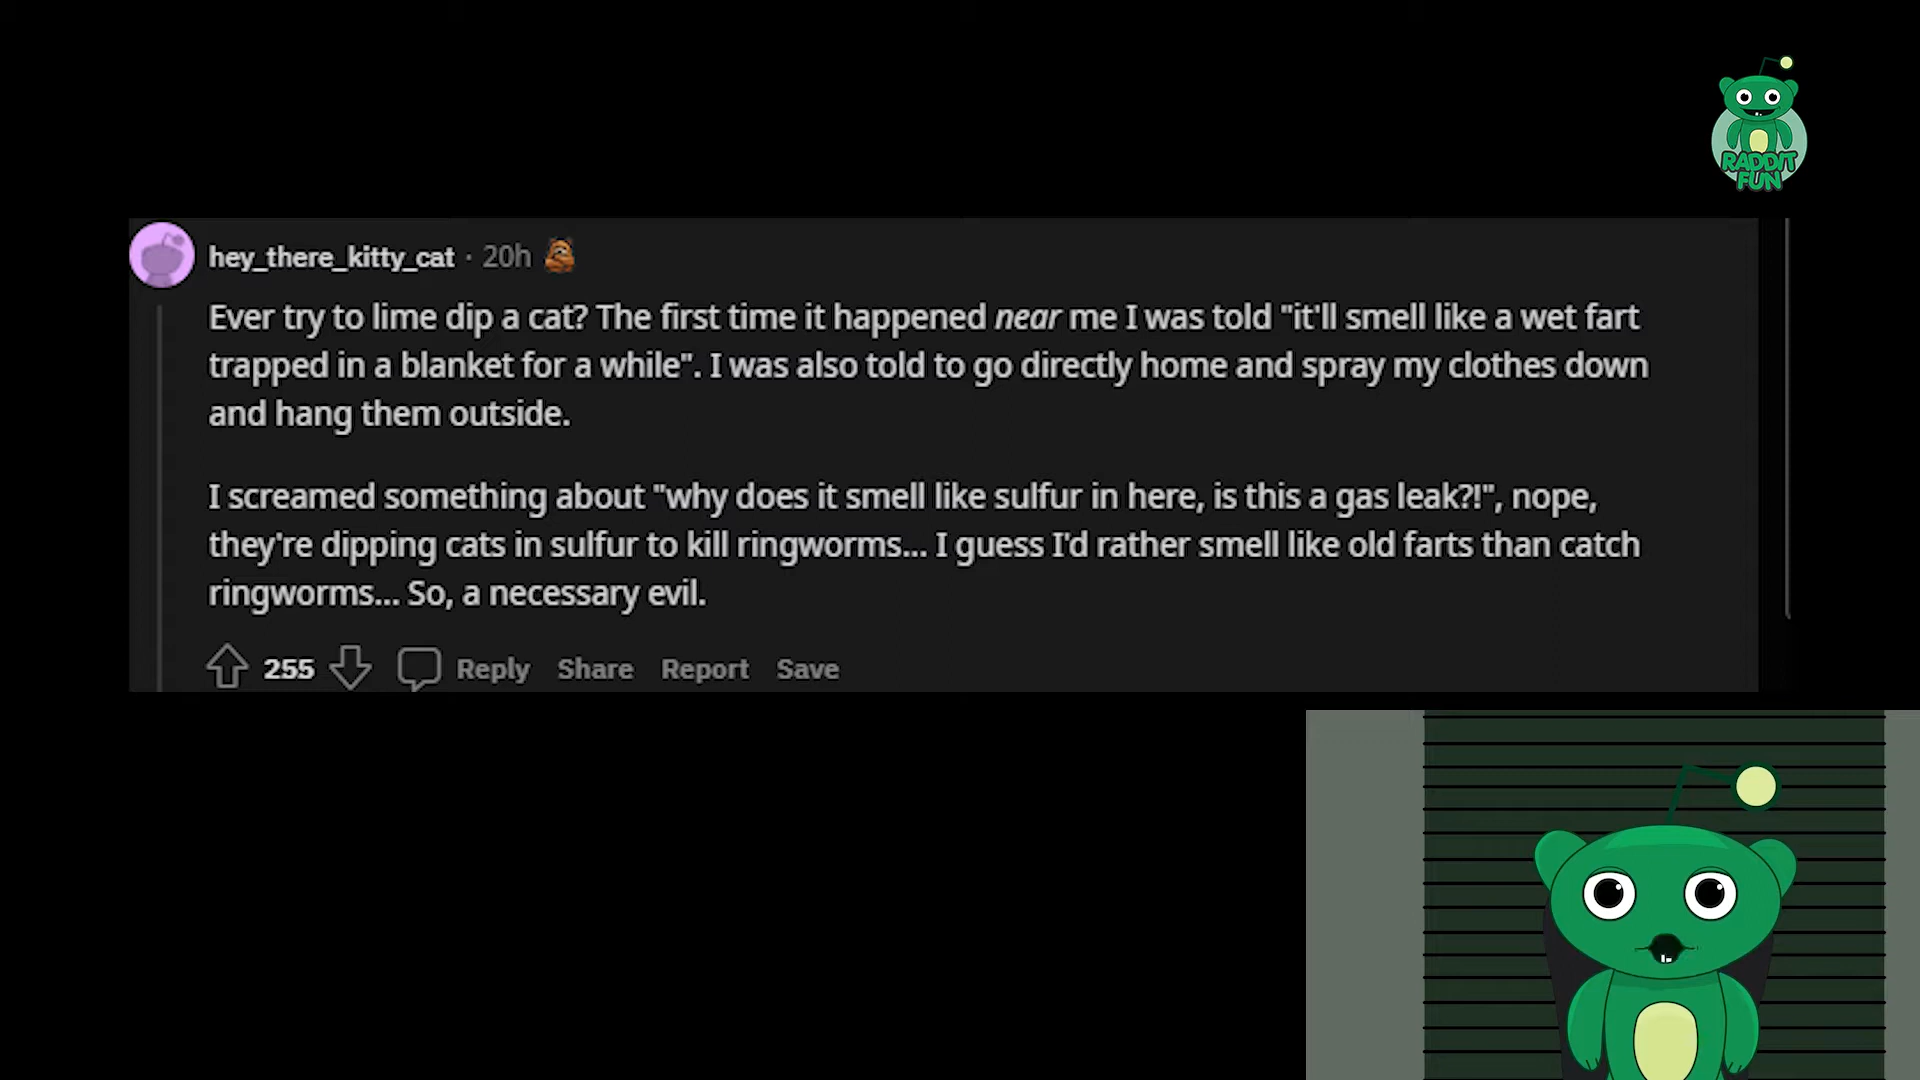 RADDIT
FUN
hey_there_kitty_cat · 20h
Ever try to lime dip a cat? The first time it happened near me I was told "it'll smell like a wet fart
trapped in a blanket for a while". I was also told to go directly home and spray my clothes down
and hang them outside.
I screamed something about "why does it smell like sulfur in here, is this a gas leak?!", nope,
they're dipping cats in sulfur to kill ringworms... I guess I'd rather smell like old farts than catch
ringworms... So, a necessary evil.
255 Reply Share Report Save